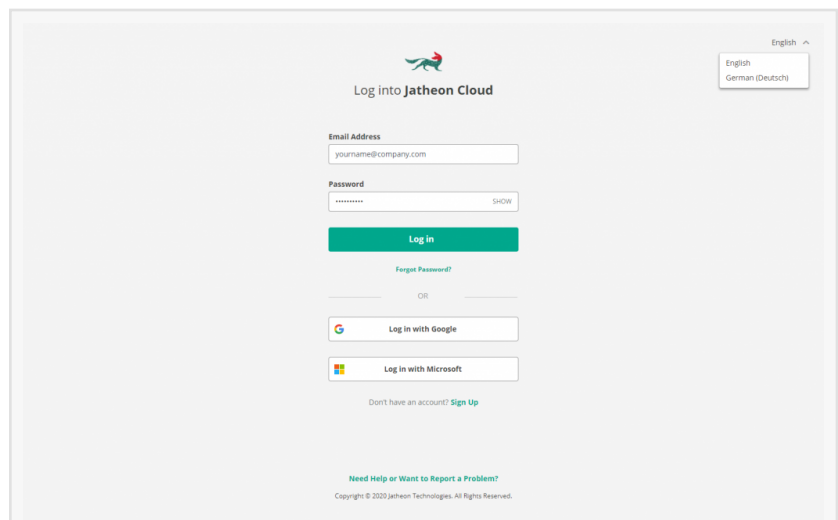 English
English
German (Deutsch)
Log into Jatheon Cloud
Email Address
yourname@company.com
Password
•••••••••• SHOW
Log in
Forgot Password?
OR
Log in with Google
Log in with Microsoft
Don't have an account? Sign Up
Need Help or Want to Report a Problem?
Copyright © 2020 Jatheon Technologies. All Rights Reserved.